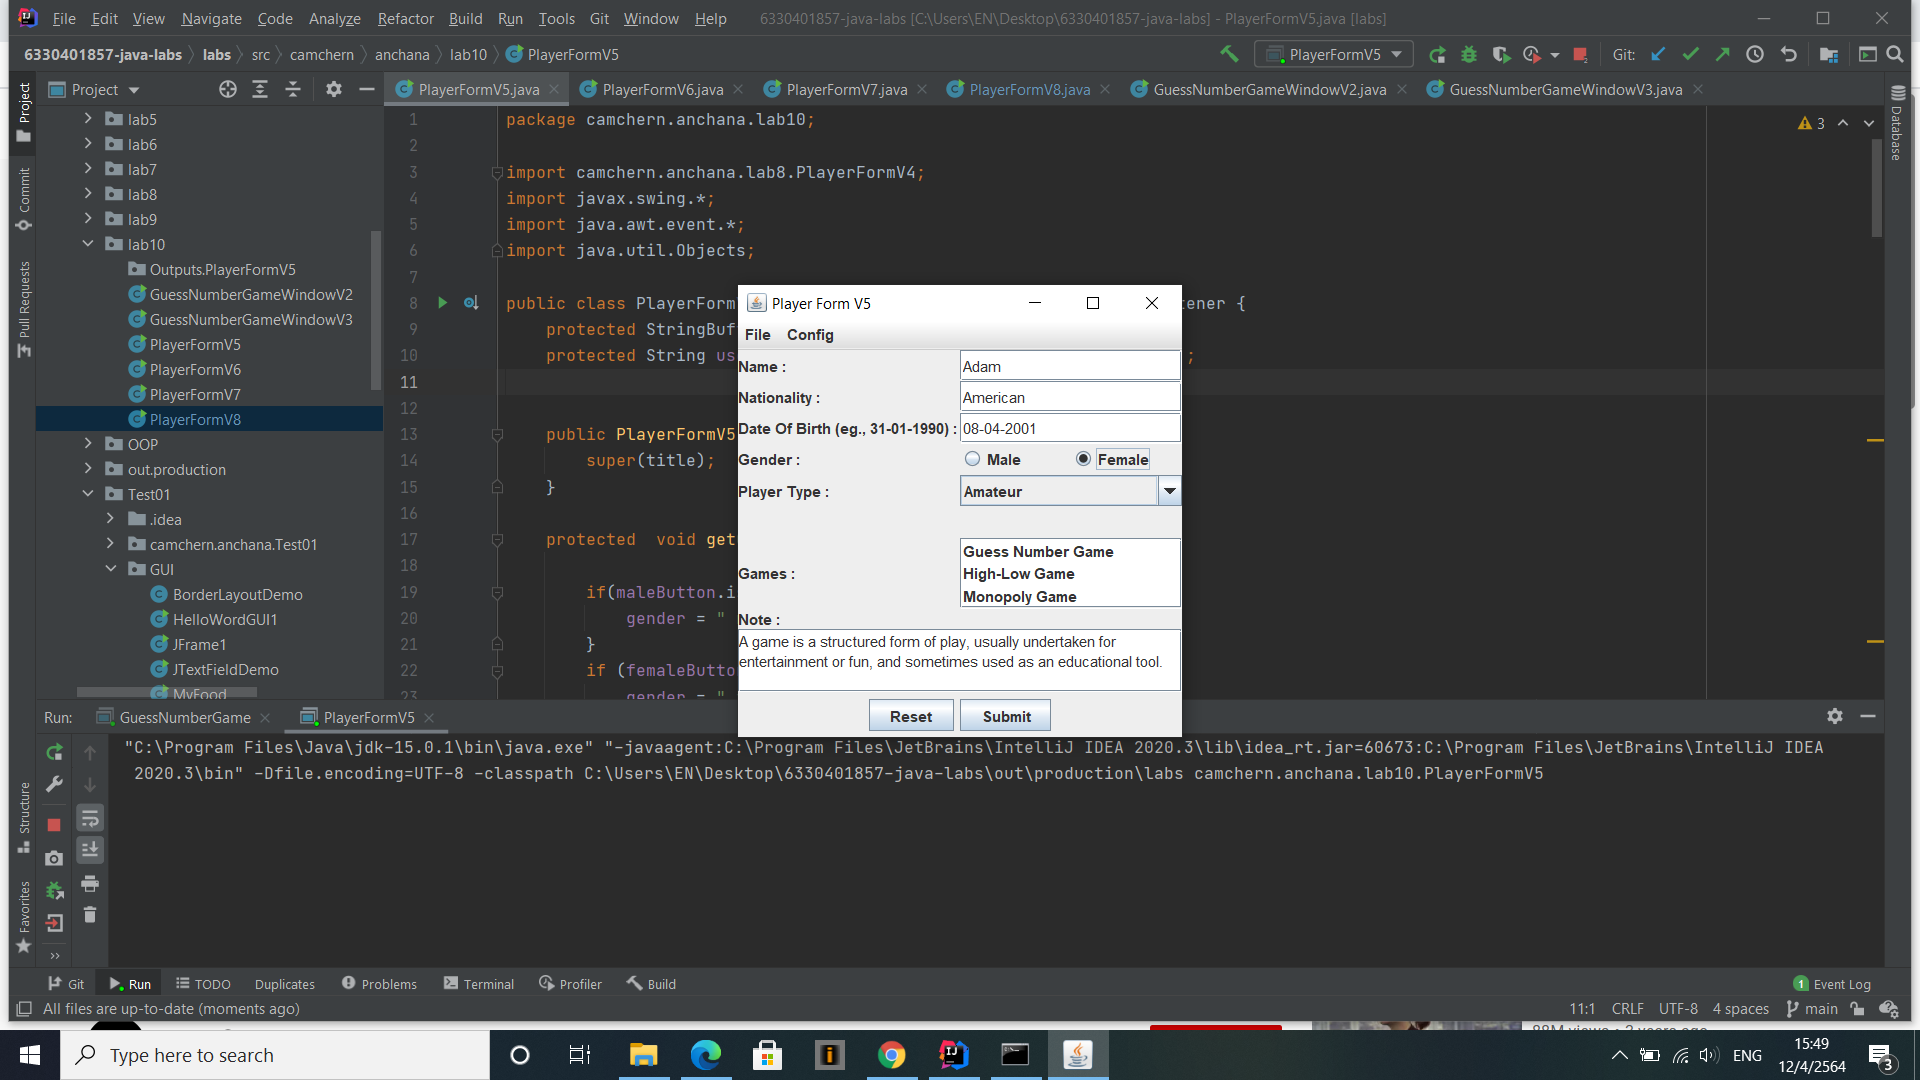 File Edit View Navigate Code Analyze Refactor Build Run Tools Git Window Help 6330401857-java-labs [C:\Users\EN\Desktop\6330401857-java-labs] - PlayerFormV5.java [labs]
6330401857-java-labs labs src camchern anchana lab10 PlayerFormV5 PlayerFormV5 Git:
Project PlayerFormV5.java PlayerFormV6.java PlayerFormV7.java PlayerFormV8.java GuessNumberGameWindowV2.java GuessNumberGameWindowV3.java
Project
Commit
Pull Requests
Structure
Favorites
Database
lab5
lab6
lab7
lab8
lab9
lab10
Outputs.PlayerFormV5
GuessNumberGameWindowV2
GuessNumberGameWindowV3
PlayerFormV5
PlayerFormV6
PlayerFormV7
PlayerFormV8
OOP
out.production
Test01
.idea
camchern.anchana.Test01
GUI
BorderLayoutDemo
HelloWordGUI1
JFrame1
JTextFieldDemo
MyFood
3
1 package camchern.anchana.lab10;
2
3 import camchern.anchana.lab8.PlayerFormV4;
4 import javax.swing.*;
5 import java.awt.event.*;
6 import java.util.Objects;
7
8 public class PlayerForm tener {
9 protected StringBuf
10 protected String us ;
11
12
13 public PlayerFormV5
14 super(title);
15 }
16
17 protected void get
18
19 if(maleButton.i
20 gender = "
21 }
22 if (femaleButto
23 gender = "
Player Form V5
File Config
Name : Adam
Nationality : American
Date Of Birth (eg., 31-01-1990) : 08-04-2001
Gender : Male Female
Player Type : Amateur
Games :
Guess Number Game
High-Low Game
Monopoly Game
Note :
A game is a structured form of play, usually undertaken for
entertainment or fun, and sometimes used as an educational tool.
Reset Submit
Run: GuessNumberGame PlayerFormV5
"C:\Program Files\Java\jdk-15.0.1\bin\java.exe" "-javaagent:C:\Program Files\JetBrains\IntelliJ IDEA 2020.3\lib\idea_rt.jar=60673:C:\Program Files\JetBrains\IntelliJ IDEA
2020.3\bin" -Dfile.encoding=UTF-8 -classpath C:\Users\EN\Desktop\6330401857-java-labs\out\production\labs camchern.anchana.lab10.PlayerFormV5
Git Run TODO Duplicates Problems Terminal Profiler Build 1 Event Log
All files are up-to-date (moments ago) 11:1 CRLF UTF-8 4 spaces main
Type here to search
ENG
15:49
12/4/2564
3